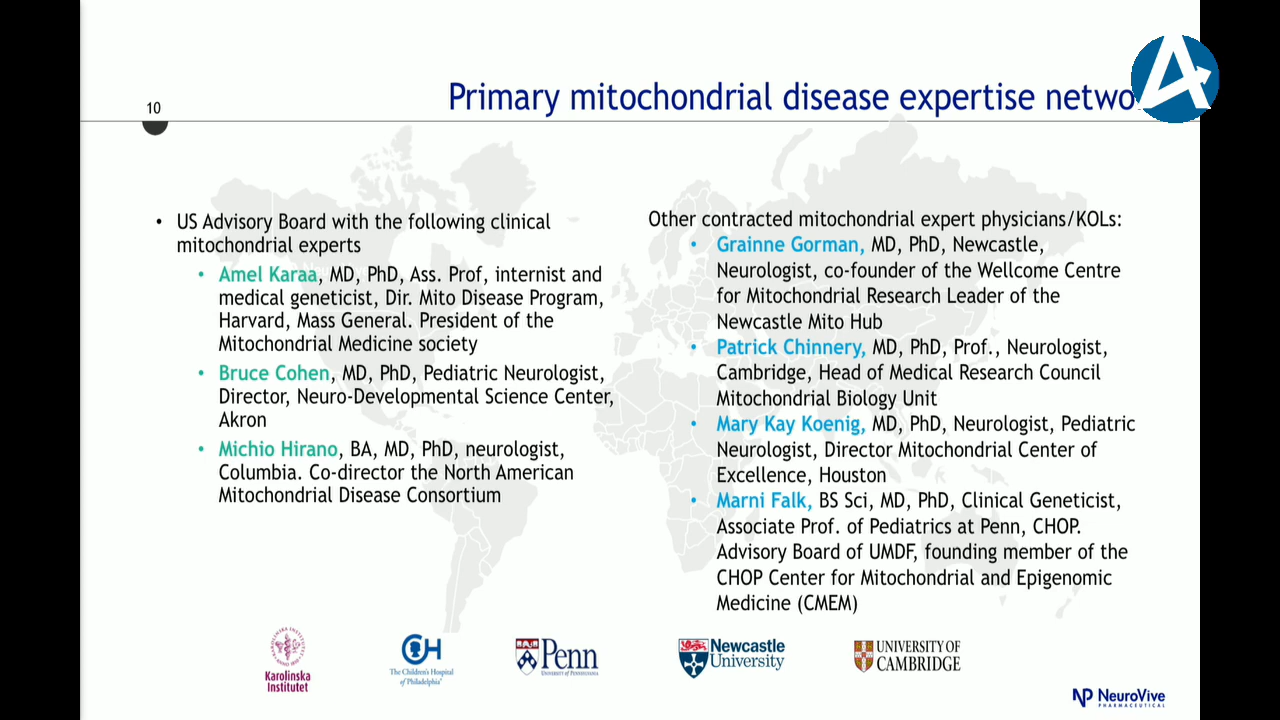 10
Primary mitochondrial disease expertise netwo
• US Advisory Board with the following clinical
mitochondrial experts
• Amel Karaa, MD, PhD, Ass. Prof, internist and
medical geneticist, Dir. Mito Disease Program,
Harvard, Mass General. President of the
Mitochondrial Medicine society
• Bruce Cohen, MD, PhD, Pediatric Neurologist,
Director, Neuro-Developmental Science Center,
Akron
• Michio Hirano, BA, MD, PhD, neurologist,
Columbia. Co-director the North American
Mitochondrial Disease Consortium
Other contracted mitochondrial expert physicians/KOLs:
• Grainne Gorman, MD, PhD, Newcastle,
Neurologist, co-founder of the Wellcome Centre
for Mitochondrial Research Leader of the
Newcastle Mito Hub
• Patrick Chinnery, MD, PhD, Prof., Neurologist,
Cambridge, Head of Medical Research Council
Mitochondrial Biology Unit
• Mary Kay Koenig, MD, PhD, Neurologist, Pediatric
Neurologist, Director Mitochondrial Center of
Excellence, Houston
• Marni Falk, BS Sci, MD, PhD, Clinical Geneticist,
Associate Prof. of Pediatrics at Penn, CHOP.
Advisory Board of UMDF, founding member of the
CHOP Center for Mitochondrial and Epigenomic
Medicine (CMEM)
Karolinska
Institutet
The Children's Hospital
of Philadelphia
Penn
UNIVERSITY OF PENNSYLVANIA
Newcastle
University
UNIVERSITY OF
CAMBRIDGE
NeuroVive
PHARMACEUTICAL